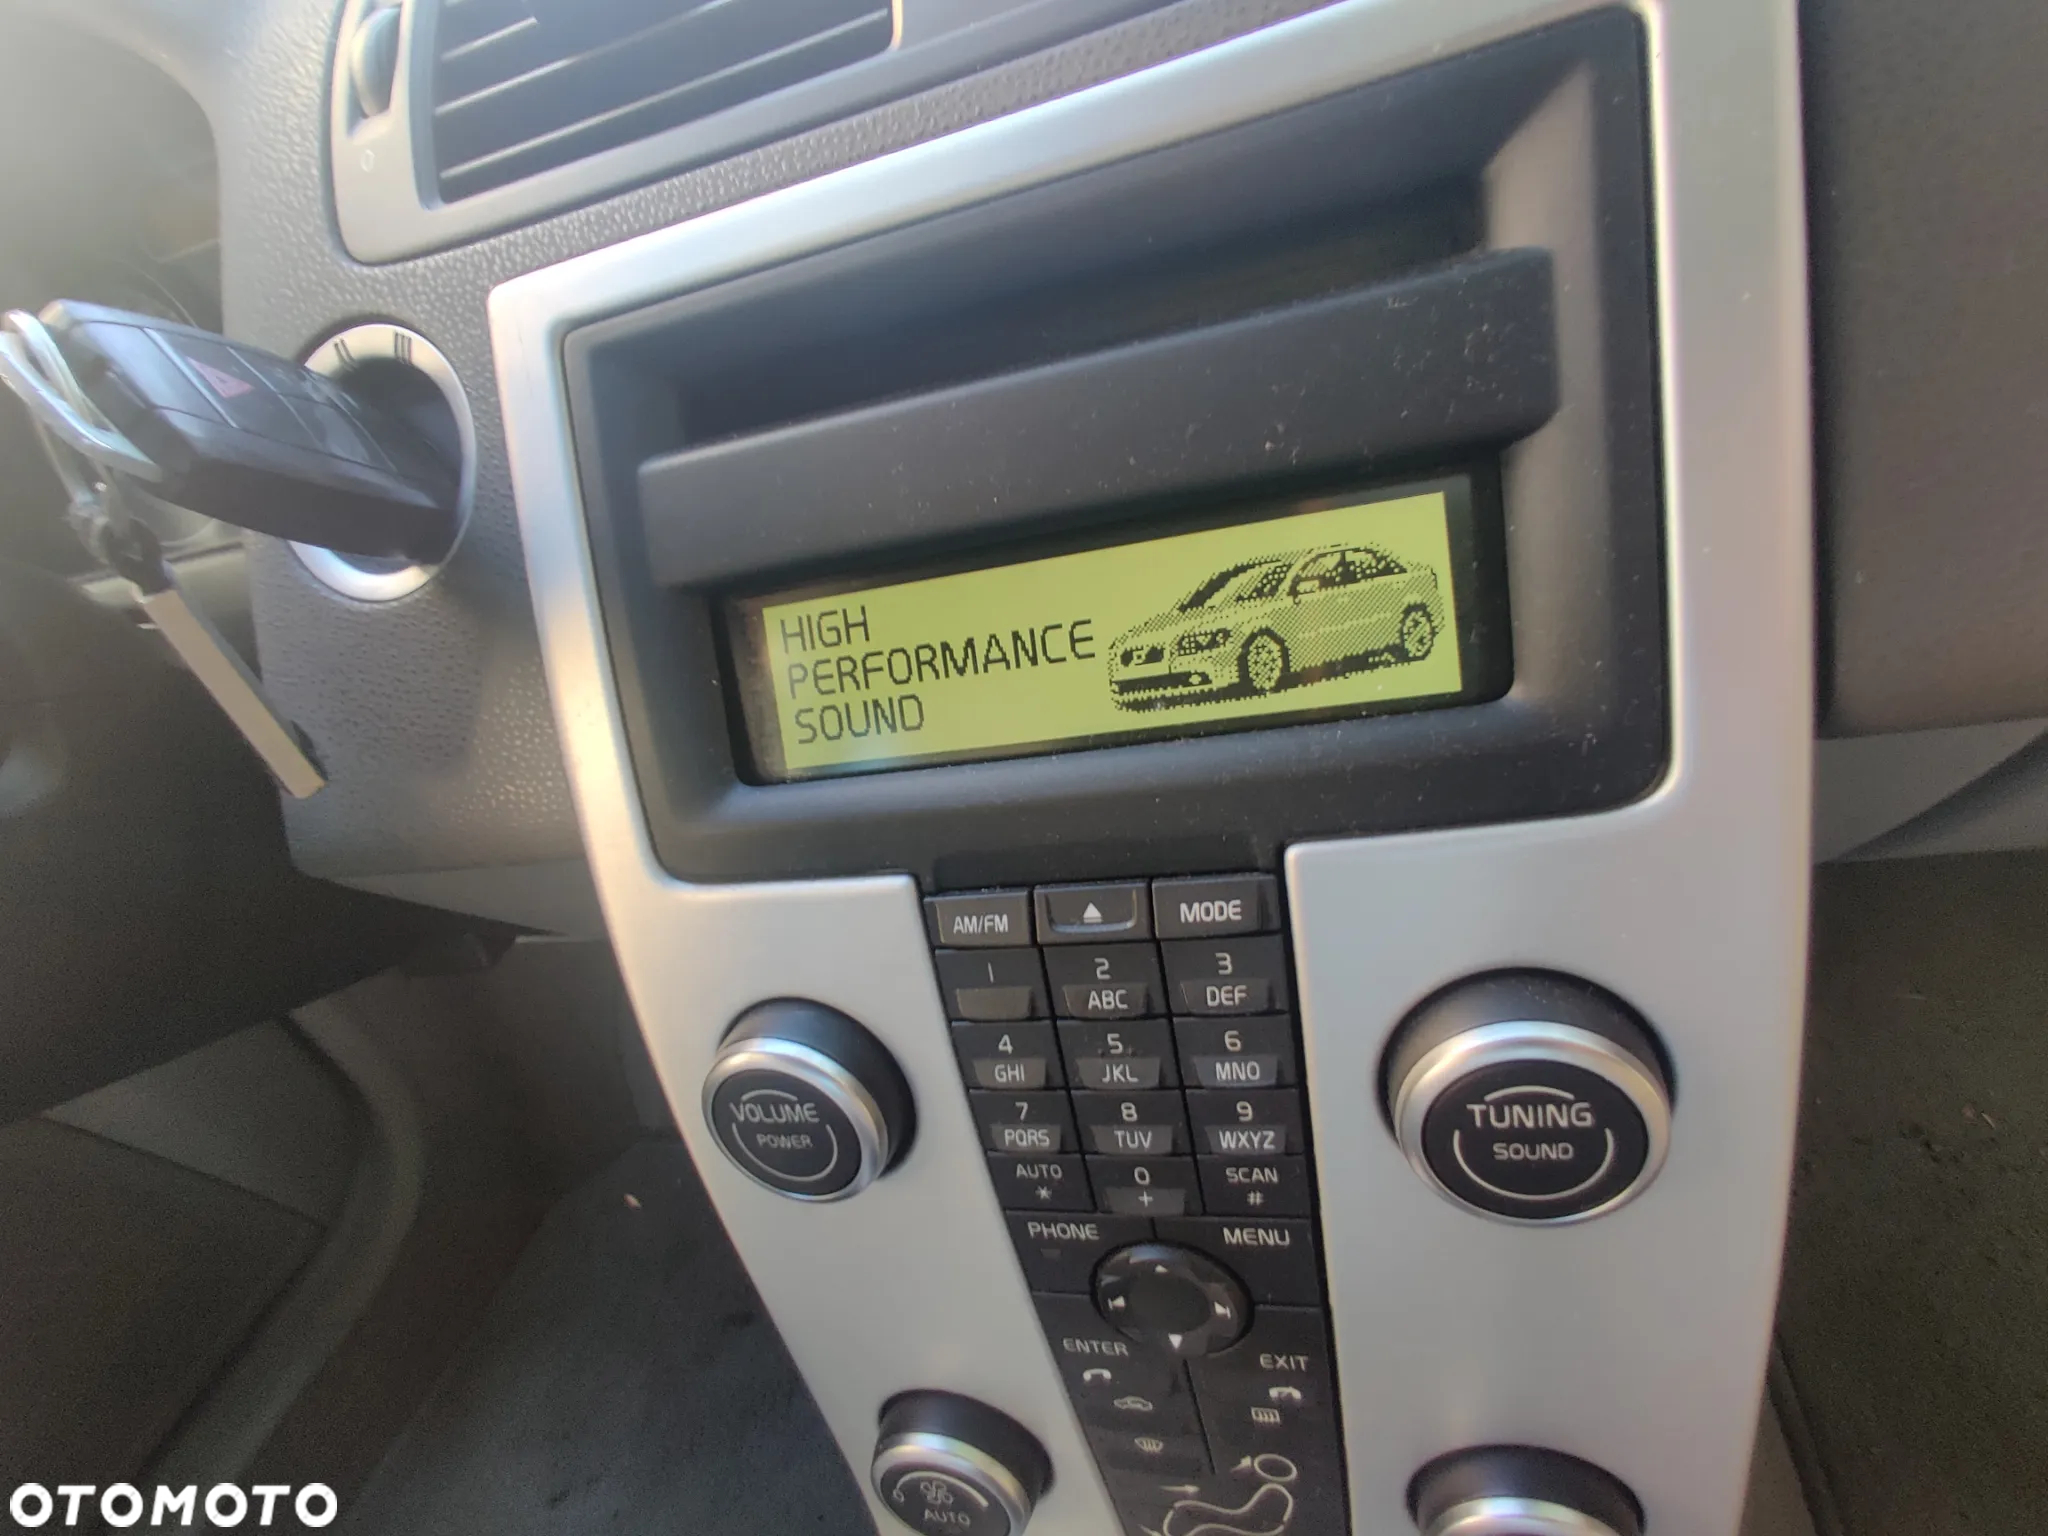 HIGH
PERFORMANCE
SOUND
AM/FM
MODE
1
2
3
ABC
DEF
4
5
6
GHI
JKL
MNO
7
8
9
PQRS
TUV
WXYZ
AUTO
0
SCAN
*
+
#
VOLUME
POWER
TUNING
SOUND
PHONE
MENU
ENTER
EXIT
0
AUTO
OTOMOTO